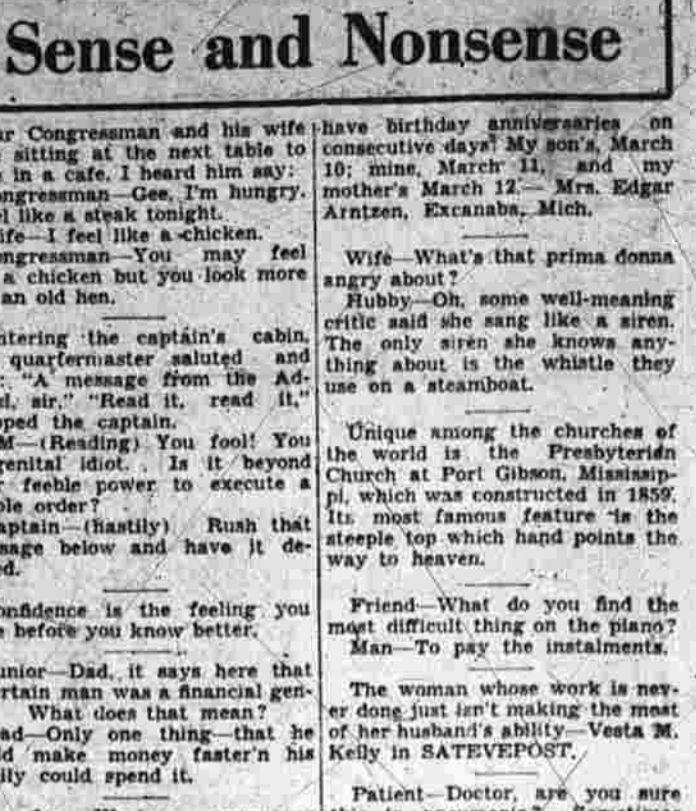 Sense and Nonsense
ar Congressman and his wife
sitting at the next table to
in a cafe. I heard him say:
ongressman—Gee, I'm hungry.
el like a steak tonight.
ife—I feel like a chicken.
ongressman—You may feel
a chicken but you look more
an old hen.
ntering the captain's cabin,
quartermaster saluted and
: "A message from the Ad-
al, sir." "Read it, read it,"
pped the captain.
M—(Reading) You fool! You
genital idiot. . Is it beyond
r feeble power to execute a
ple order?
aptain—(hastily) Rush that
sage below and have it de-
ed.
onfidence is the feeling you
e before you know better.
unior—Dad, it says here that
ertain man was a financial gen-
What does that mean?
ad—Only one thing—that he
ld make money faster'n his
ily could spend it.
have birthday anniversaries on
consecutive days? My son's, March
10; mine, March 11, and my
mother's March 12.— Mrs. Edgar
Arntzen, Excanaba, Mich.
Wife—What's that prima donna
angry about?
Hubby—Oh, some well-meaning
critic said she sang like a siren.
The only siren she knows any-
thing about is the whistle they
use on a steamboat.
Unique among the churches of
the world is the Presbyterian
Church at Port Gibson, Mississip-
pi, which was constructed in 1859.
Its most famous feature is the
steeple top which hand points the
way to heaven.
Friend—What do you find the
most difficult thing on the piano?
Man—To pay the instalments.
The woman whose work is nev-
er done just isn't making the most
of her husband's ability—Vesta M.
Kelly in SATEVEPOST.
Patient—Doctor, are you sure